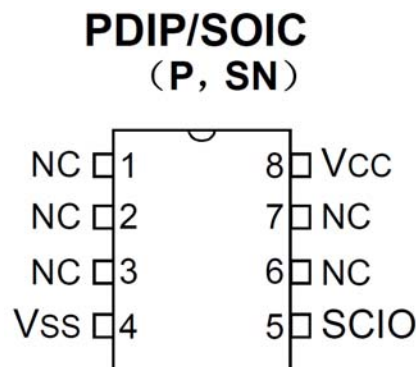 PDIP/SOIC
（P，SN）
NC 1 8 VCC
NC 2 7 NC
NC 3 6 NC
VSS 4 5 SCIO